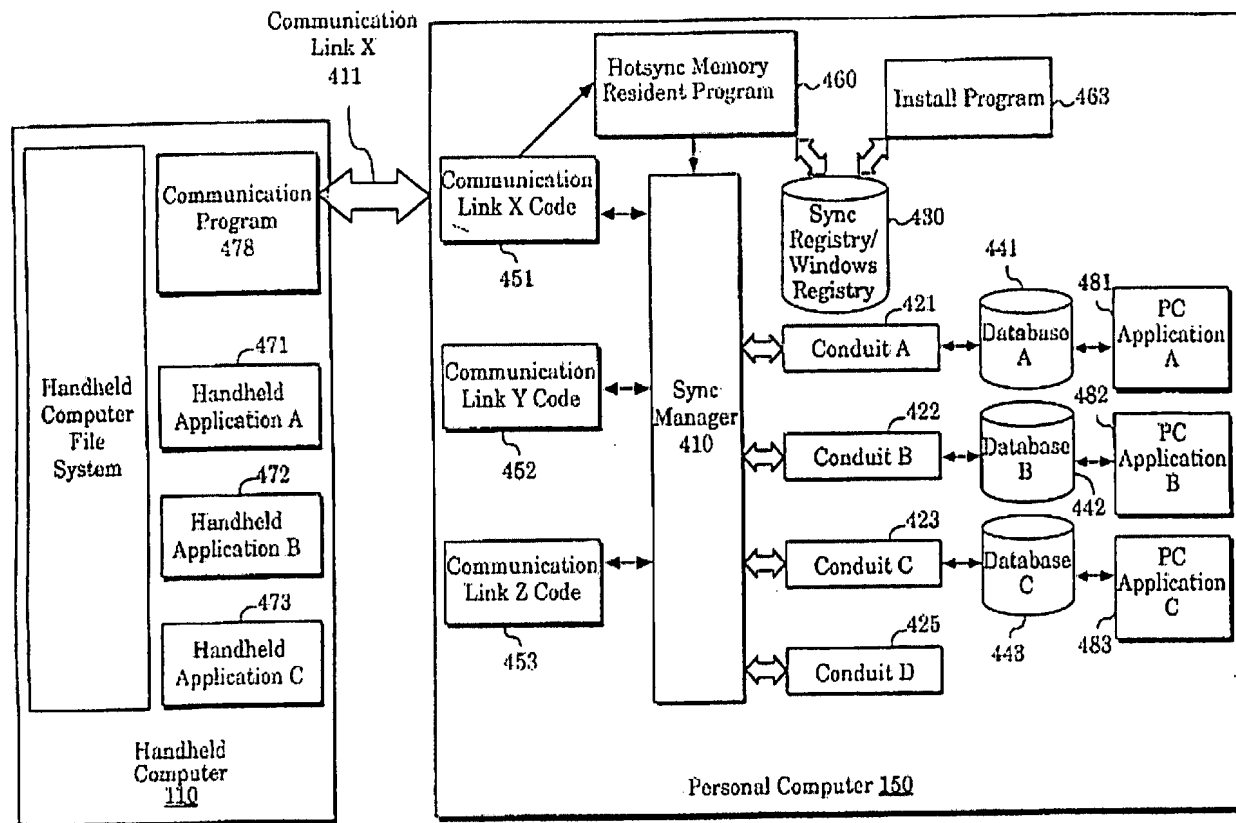 Communication
Link X
411
Hotsync Memory
Resident Program
460
Install Program
463
Communication
Program
478
Communication
Link X Code
451
Sync
Registry/
Windows
Registry
430
441
481
421
Conduit A
Database
A
PC
Application
A
471
Handheld
Application A
Handheld
Computer
File
System
Communication
Link Y Code
452
Sync
Manager
410
422
Conduit B
Database
B
442
482
PC
Application
B
472
Handheld
Application B
423
Conduit C
Database
C
443
PC
Application
C
483
Communication
Link Z Code
453
473
Handheld
Application C
425
Conduit D
Handheld
Computer
110
Personal Computer 150